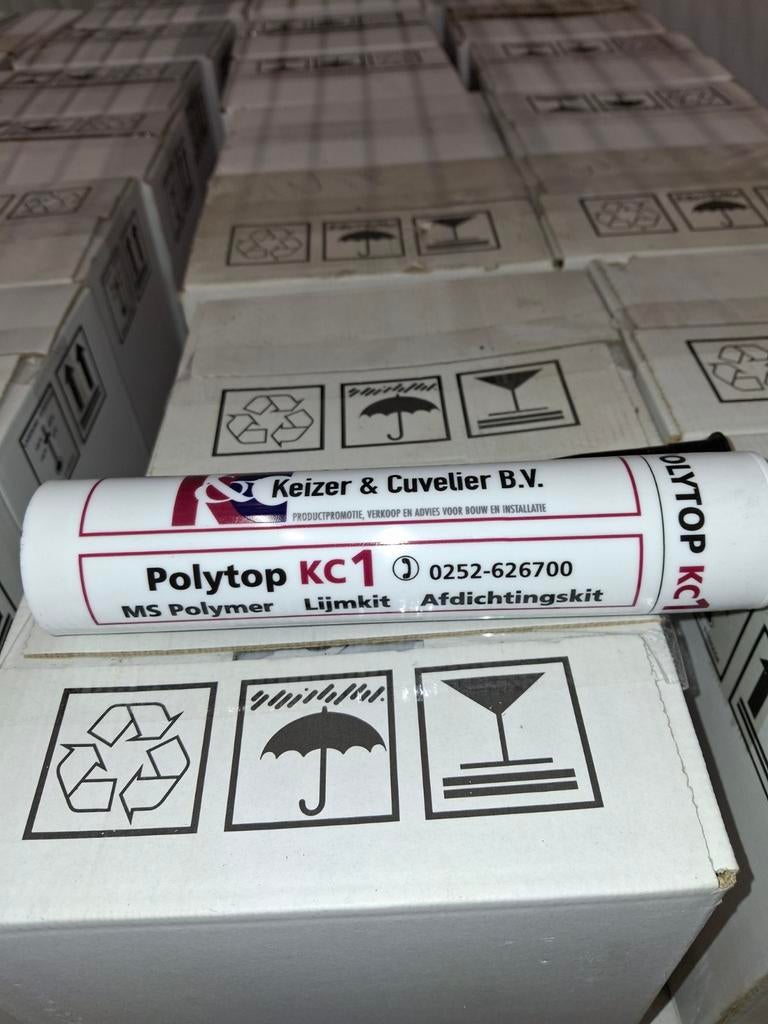 K&C Keizer & Cuvelier B.V.
PRODUCTPROMOTIE, VERKOOP EN ADVIES VOOR BOUW EN INSTALLATIE
Polytop KC1 0252-626700
MS Polymer Lijmkit Afdichtingskit
POLYTOP KC1